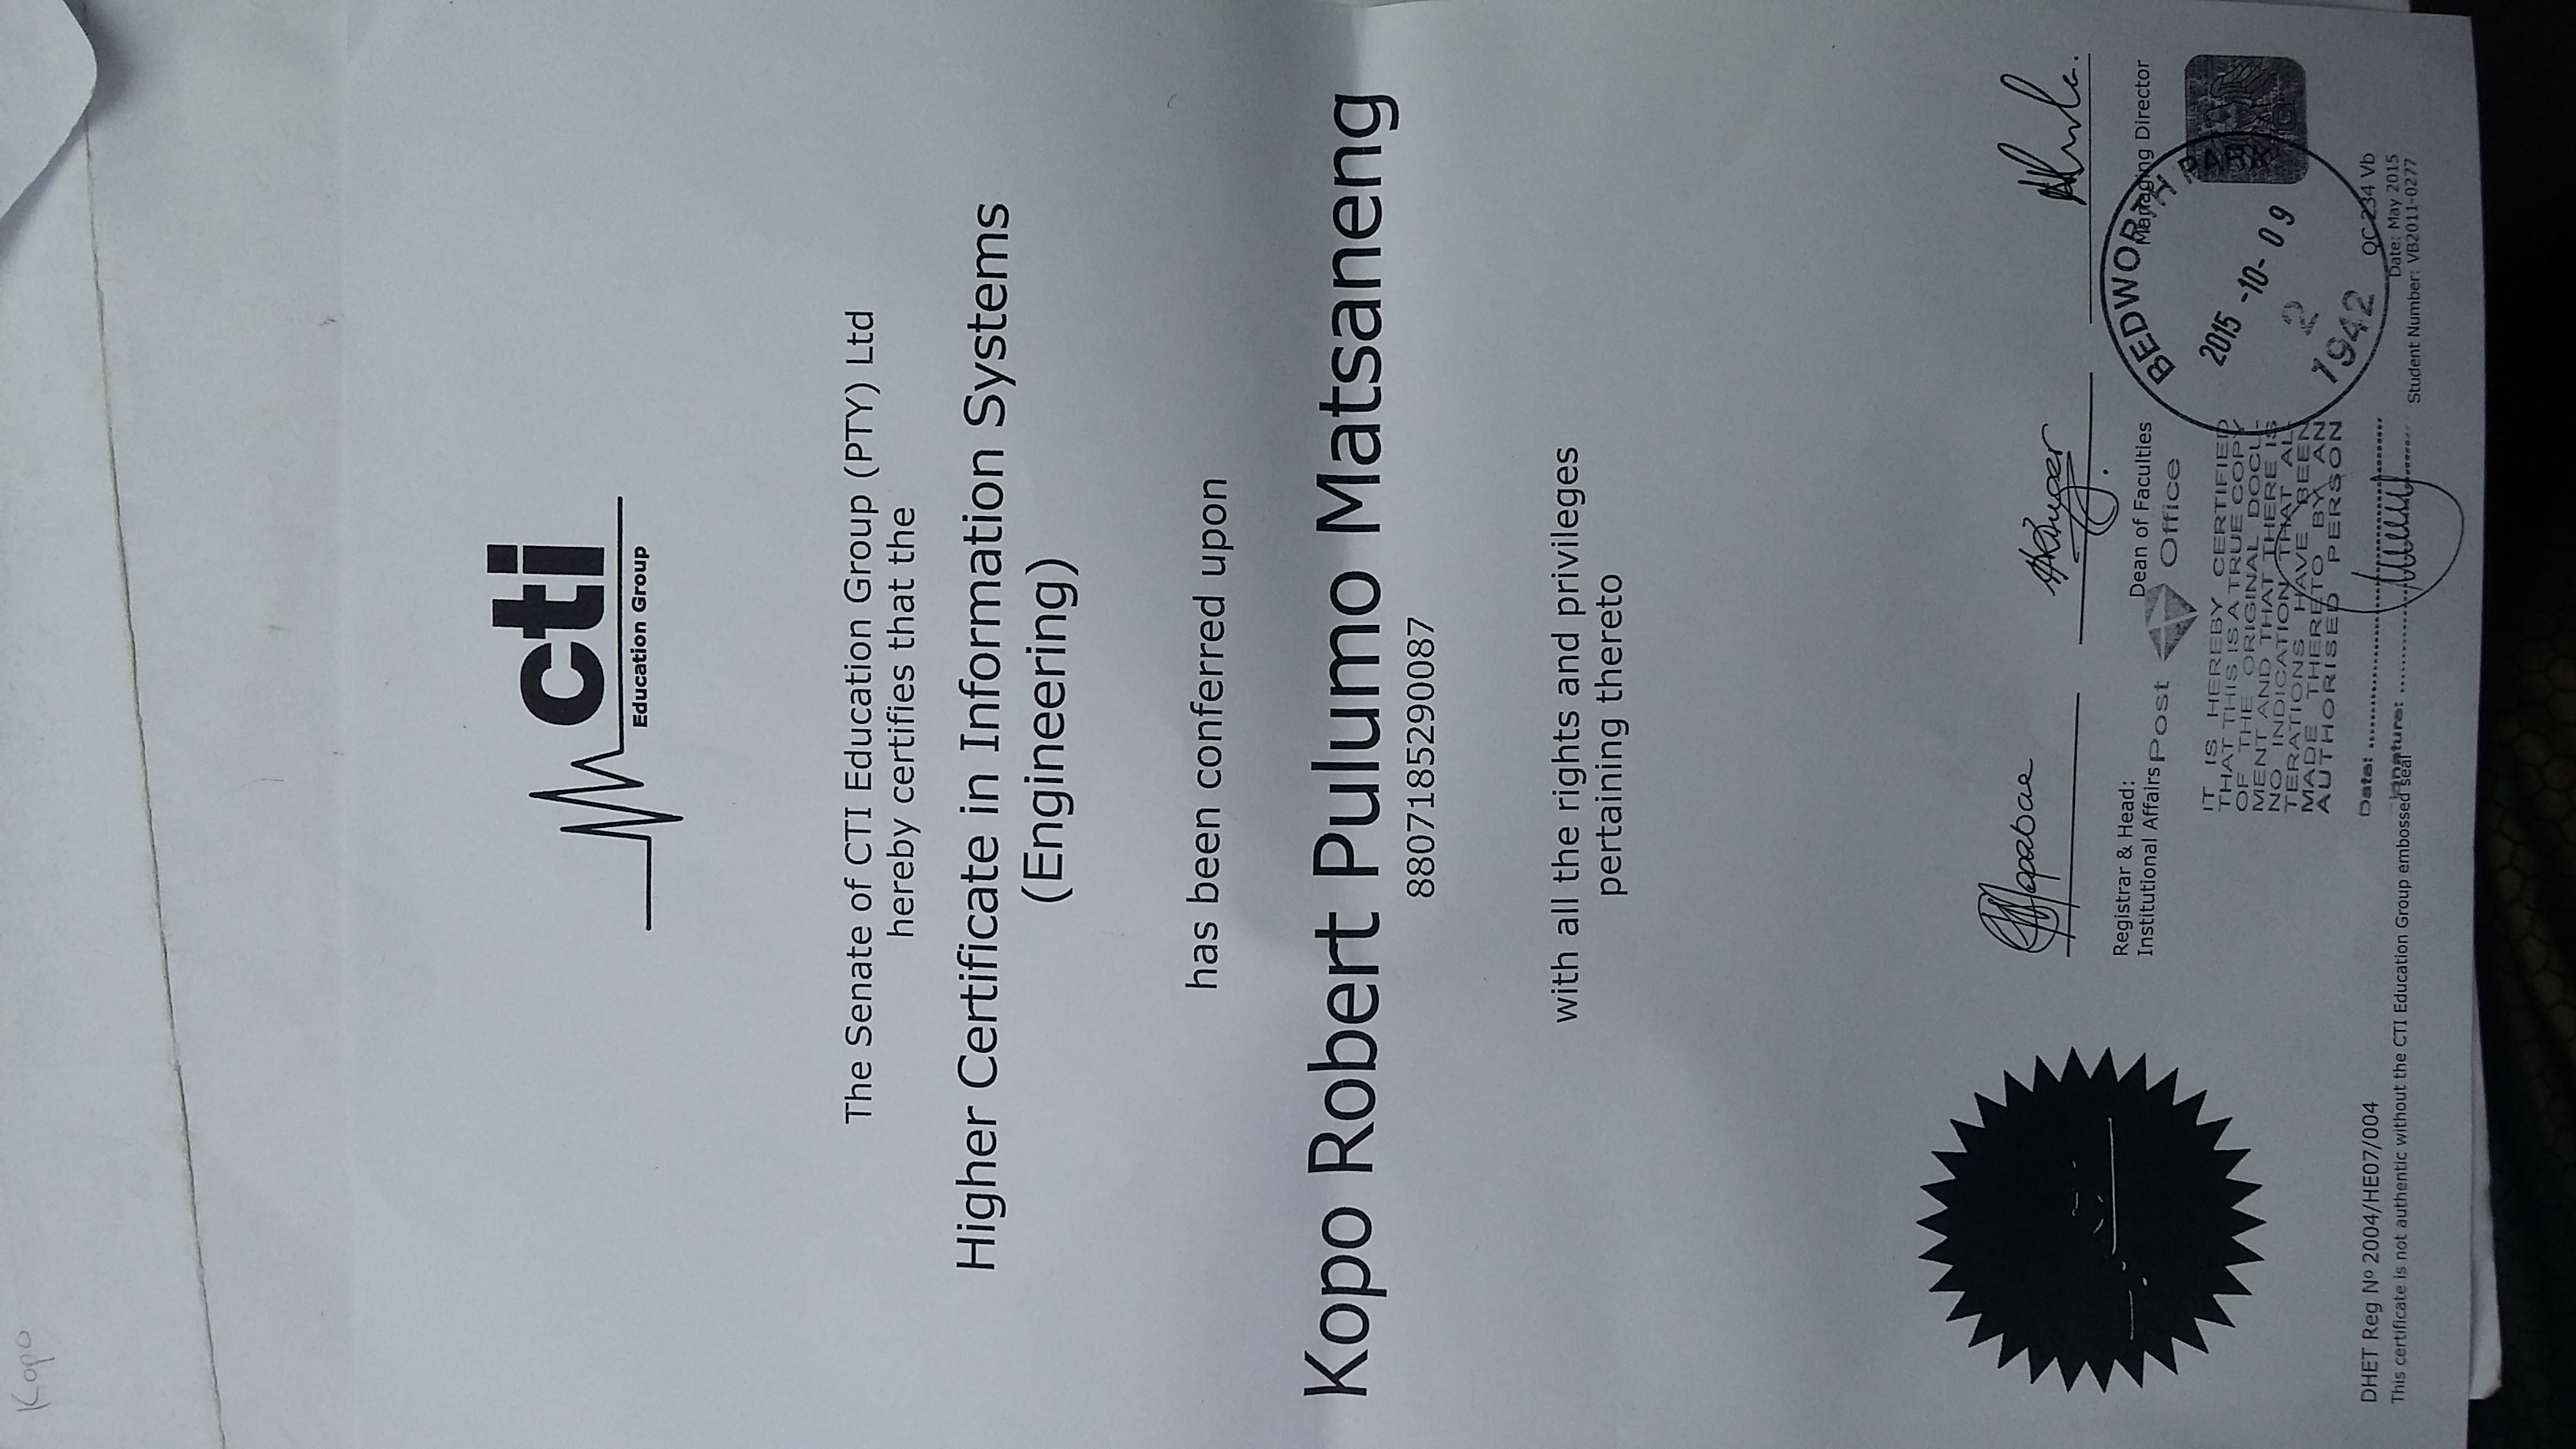 Kopo
cti
Education Group
The Senate of CTI Education Group (PTY) Ltd
hereby certifies that the
Higher Certificate in Information Systems
(Engineering)
has been conferred upon
Kopo Robert Pulumo Matsaneng
8807185290087
with all the rights and privileges
pertaining thereto
Registrar & Head:
Institutional Affairs
Dean of Faculties
Managing Director
Post Office
IT IS HEREBY CERTIFIED
THAT THIS IS A TRUE COPY
OF THE ORIGINAL DOCU-
MENT AND THAT THERE IS
NO INDICATION THAT AL-
TERATIONS HAVE BEEN
MADE THERETO BY AN
AUTHORISED PERSON
Date:
Signature:
BEDWORTH PARK
2015-10-09
2
1942
DHET Reg Nº 2004/HE07/004
This certificate is not authentic without the CTI Education Group embossed seal
QC 234 Vb
Date: May 2015
Student Number: VB2011-0277